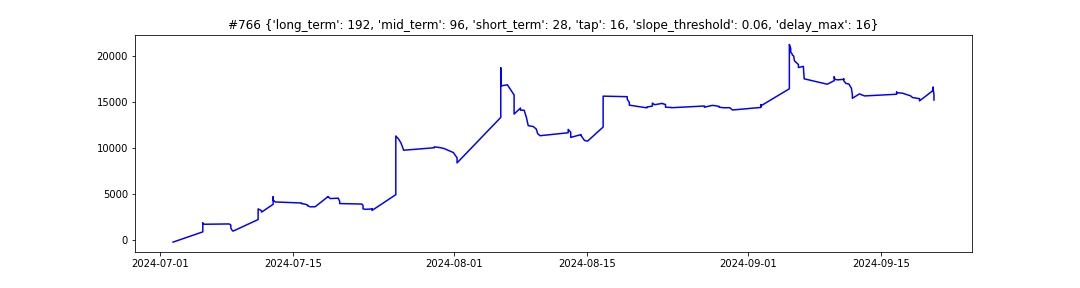 #766 {'long_term': 192, 'mid_term': 96, 'short_term': 28, 'tap': 16, 'slope_threshold': 0.06, 'delay_max': 16}
20000
15000
10000
5000
0
2024-07-01 2024-07-15 2024-08-01 2024-08-15 2024-09-01 2024-09-15